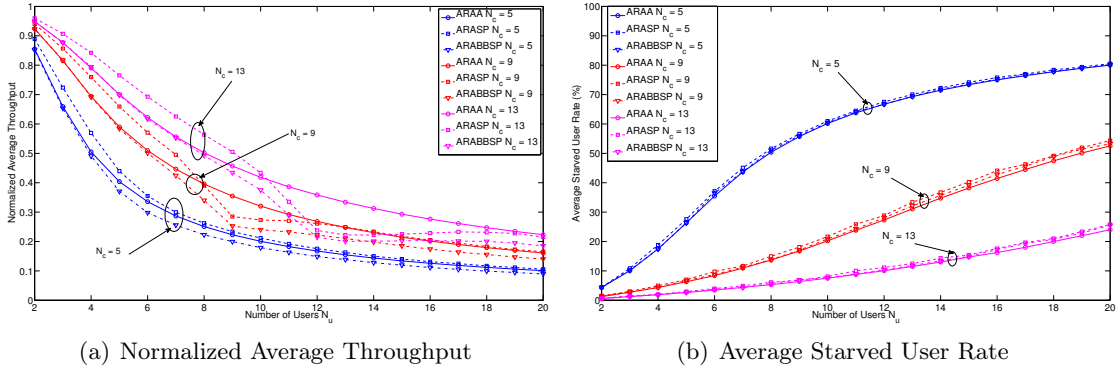 1
0.9
0.8
0.7
0.6
0.5
0.4
0.3
0.2
0.1
0
2
4
6
8
10
12
14
16
18
20
Normalized Average Throughput
Number of Users N_u
ARAA N_c = 5
ARASP N_c = 5
ARABBSP N_c = 5
ARAA N_c = 9
ARASP N_c = 9
ARABBSP N_c = 9
ARAA N_c = 13
ARASP N_c = 13
ARABBSP N_c = 13
N_c = 13
N_c = 9
N_c = 5
(a) Normalized Average Throughput
100
90
80
70
60
50
40
30
20
10
0
2
4
6
8
10
12
14
16
18
20
Average Starved User Rate (%)
Number of Users N_u
ARAA N_c = 5
ARASP N_c = 5
ARABBSP N_c = 5
ARAA N_c = 9
ARASP N_c = 9
ARABBSP N_c = 9
ARAA N_c = 13
ARASP N_c = 13
ARABBSP N_c = 13
N_c = 5
N_c = 9
N_c = 13
(b) Average Starved User Rate